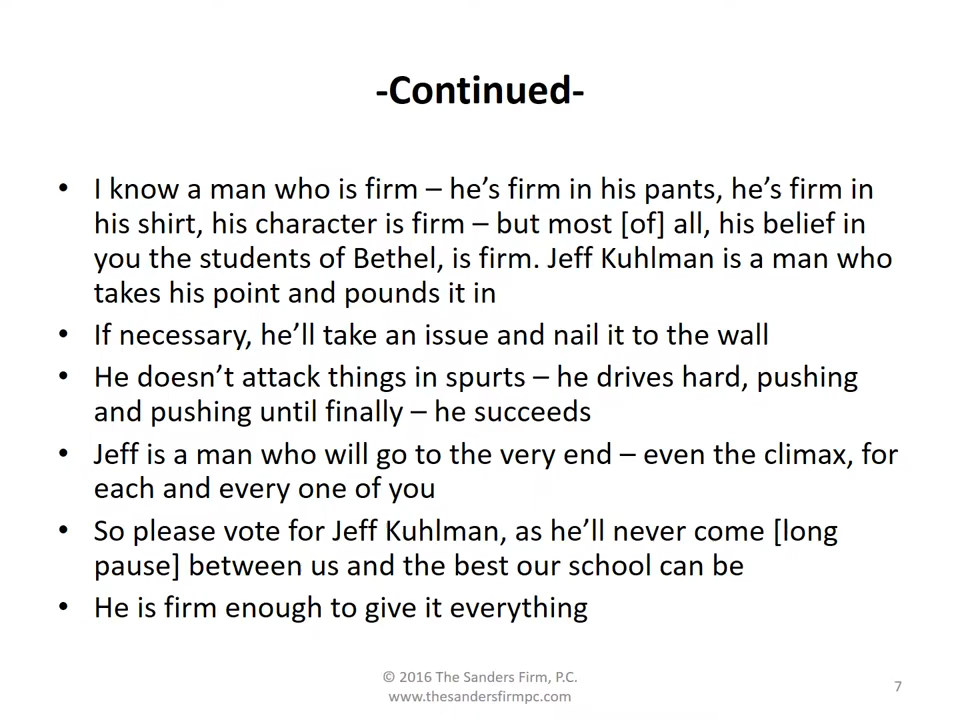 -Continued-
• I know a man who is firm – he's firm in his pants, he's firm in
his shirt, his character is firm – but most [of] all, his belief in
you the students of Bethel, is firm. Jeff Kuhlman is a man who
takes his point and pounds it in
• If necessary, he'll take an issue and nail it to the wall
• He doesn't attack things in spurts – he drives hard, pushing
and pushing until finally – he succeeds
• Jeff is a man who will go to the very end – even the climax, for
each and every one of you
• So please vote for Jeff Kuhlman, as he'll never come [long
pause] between us and the best our school can be
• He is firm enough to give it everything
© 2016 The Sanders Firm, P.C.
www.thesandersfirmpc.com
7